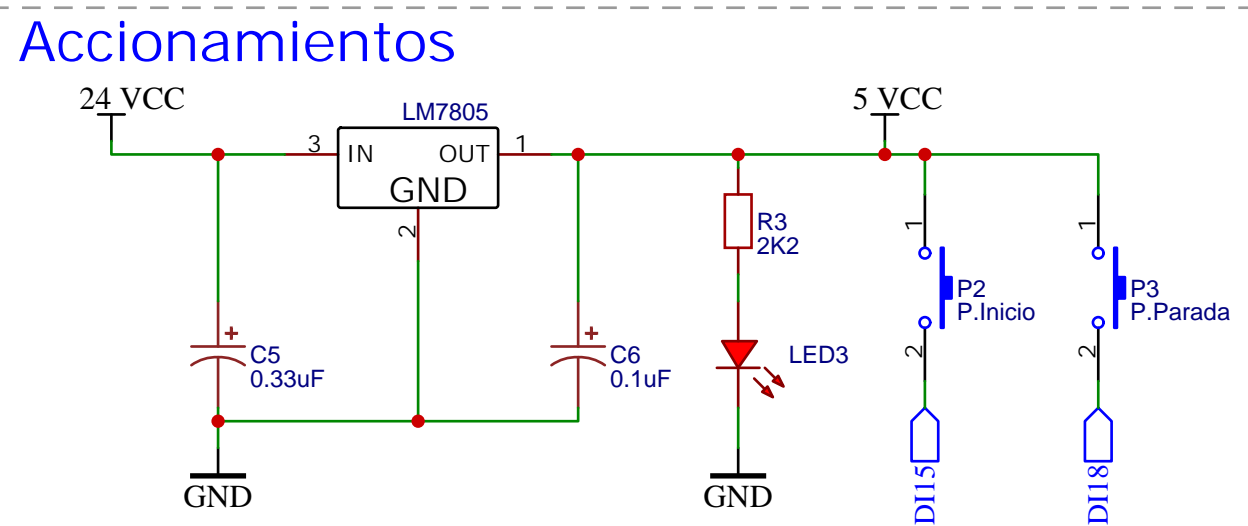 Accionamientos
24 VCC
LM7805
5 VCC
3
IN
OUT
1
GND
2
R3
2K2
1
1
P2
P.Inicio
P3
P.Parada
+
C5
0.33uF
+
C6
0.1uF
LED3
2
2
GND
GND
DI15
DI18